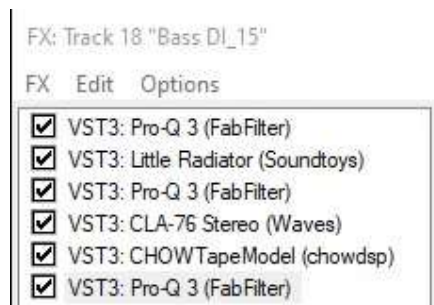 FX: Track 18 "Bass DI_15"
FX Edit Options
VST3: Pro-Q 3 (FabFilter)
VST3: Little Radiator (Soundtoys)
VST3: Pro-Q 3 (FabFilter)
VST3: CLA-76 Stereo (Waves)
VST3: CHOWTapeModel (chowdsp)
VST3: Pro-Q 3 (FabFilter)